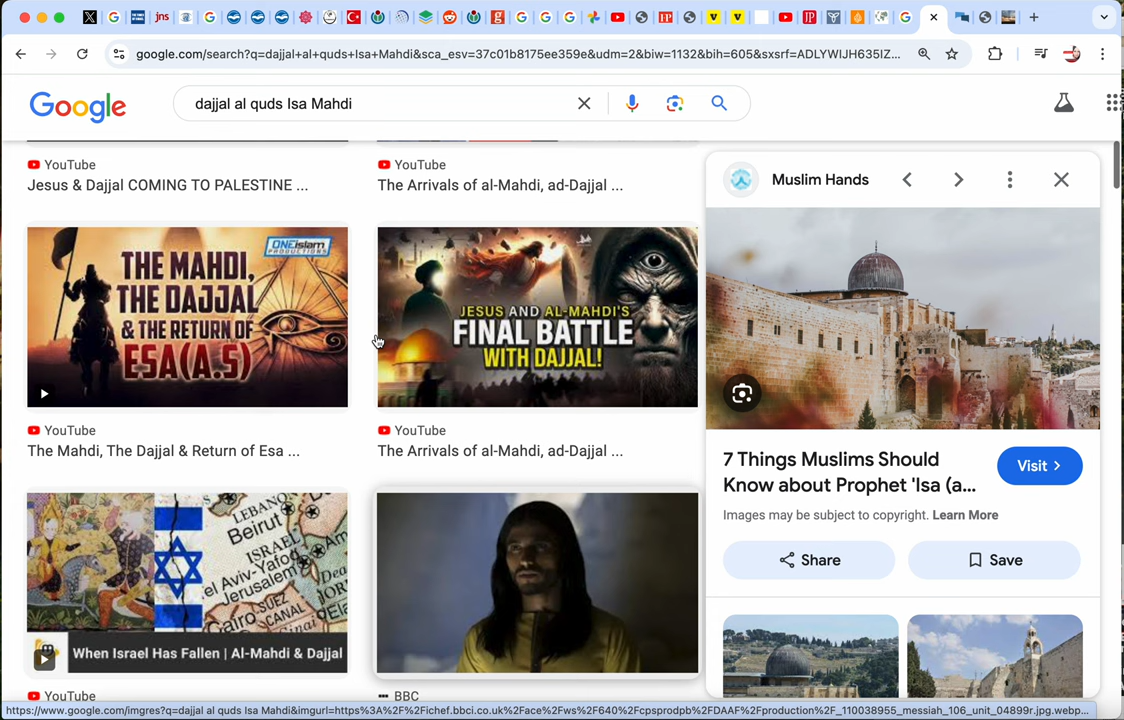 google.com/search?q=dajjal+al+quds+Isa+Mahdi&sca_esv=37c01b8175ee359e&udm=2&biw=1132&bih=605&sxsrf=ADLYWIJH635IZ...
Google
dajjal al quds Isa Mahdi
YouTube
Jesus & Dajjal COMING TO PALESTINE ...
YouTube
The Arrivals of al-Mahdi, ad-Dajjal ...
ONEislam
PRODUCTIONS
THE MAHDI,
THE DAJJAL
& THE RETURN OF
ESA(A.S)
YouTube
The Mahdi, The Dajjal & Return of Esa ...
JESUS AND AL-MAHDI'S
FINAL BATTLE
WITH DAJJAL!
YouTube
The Arrivals of al-Mahdi, ad-Dajjal ...
LEBANON
Beirut
ISRAEL
Tel Aviv-Yafo
Jerusalem
Cairo
SUEZ
CANAL
When Israel Has Fallen | Al-Mahdi & Dajjal
YouTube
BBC
Muslim Hands
7 Things Muslims Should
Know about Prophet 'Isa (a...
Visit
Images may be subject to copyright. Learn More
Share
Save
https://www.google.com/imgres?q=dajjal al quds Isa Mahdi&imgurl=https%3A%2F%2Fichef.bbci.co.uk%2Face%2Fws%2F640%2Fcpsprodpb%2FDAAF%2Fproduction%2F_110038955_messiah_106_unit_04899r.jpg.webp...